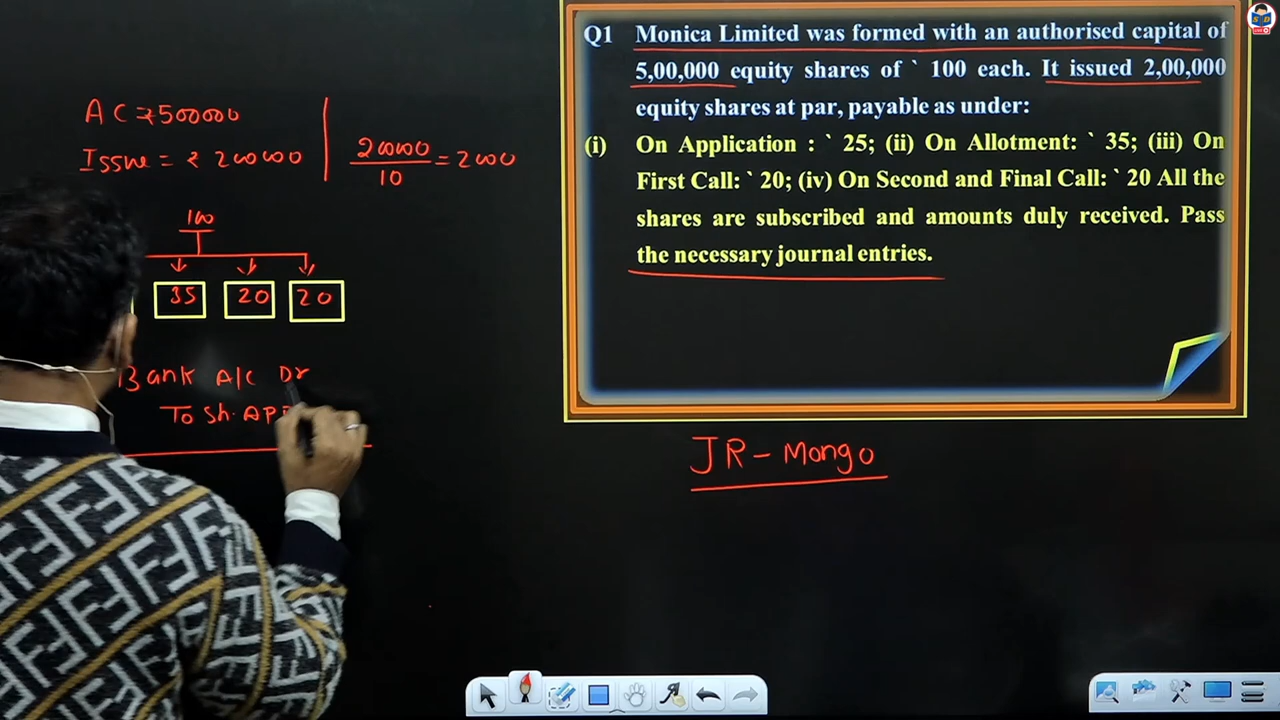 Q1 Monica Limited was formed with an authorised capital of
5,00,000 equity shares of ` 100 each. It issued 2,00,000
equity shares at par, payable as under:
(i) On Application : ` 25; (ii) On Allotment: ` 35; (iii) On
First Call: ` 20; (iv) On Second and Final Call: ` 20 All the
shares are subscribed and amounts duly received. Pass
the necessary journal entries.
AC = ₹500000
Issue = ₹ 200000
20000
10
= 2000
100
35 20 20
Bank A/c Dr
To Sh. APP
JR - Mongo